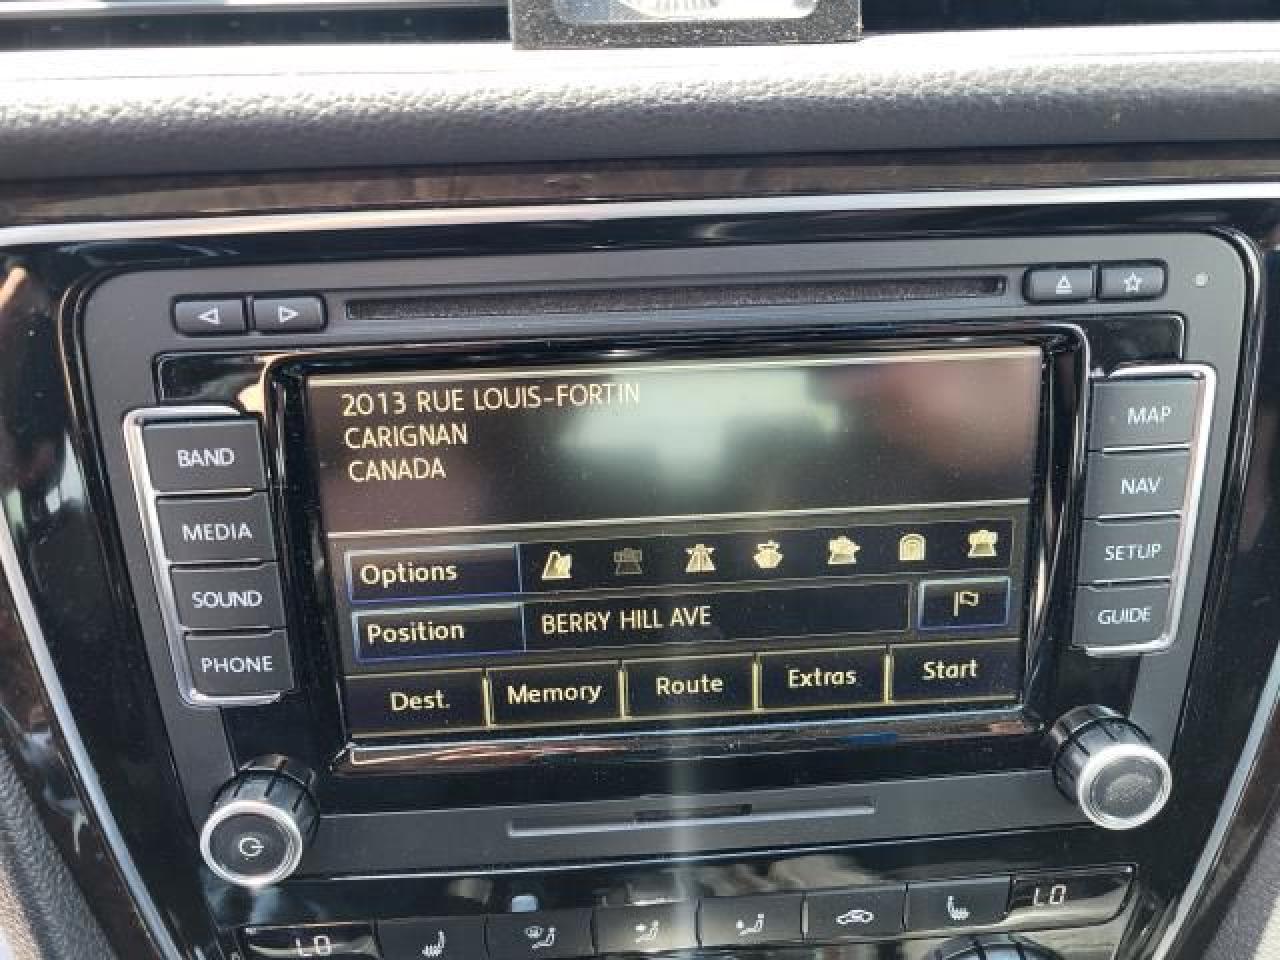 2013 RUE LOUIS-FORTIN
CARIGNAN
CANADA
BAND
MEDIA
SOUND
PHONE
MAP
NAV
SETUP
GUIDE
Options
Position BERRY HILL AVE
Dest. Memory Route Extras Start
LO
LO